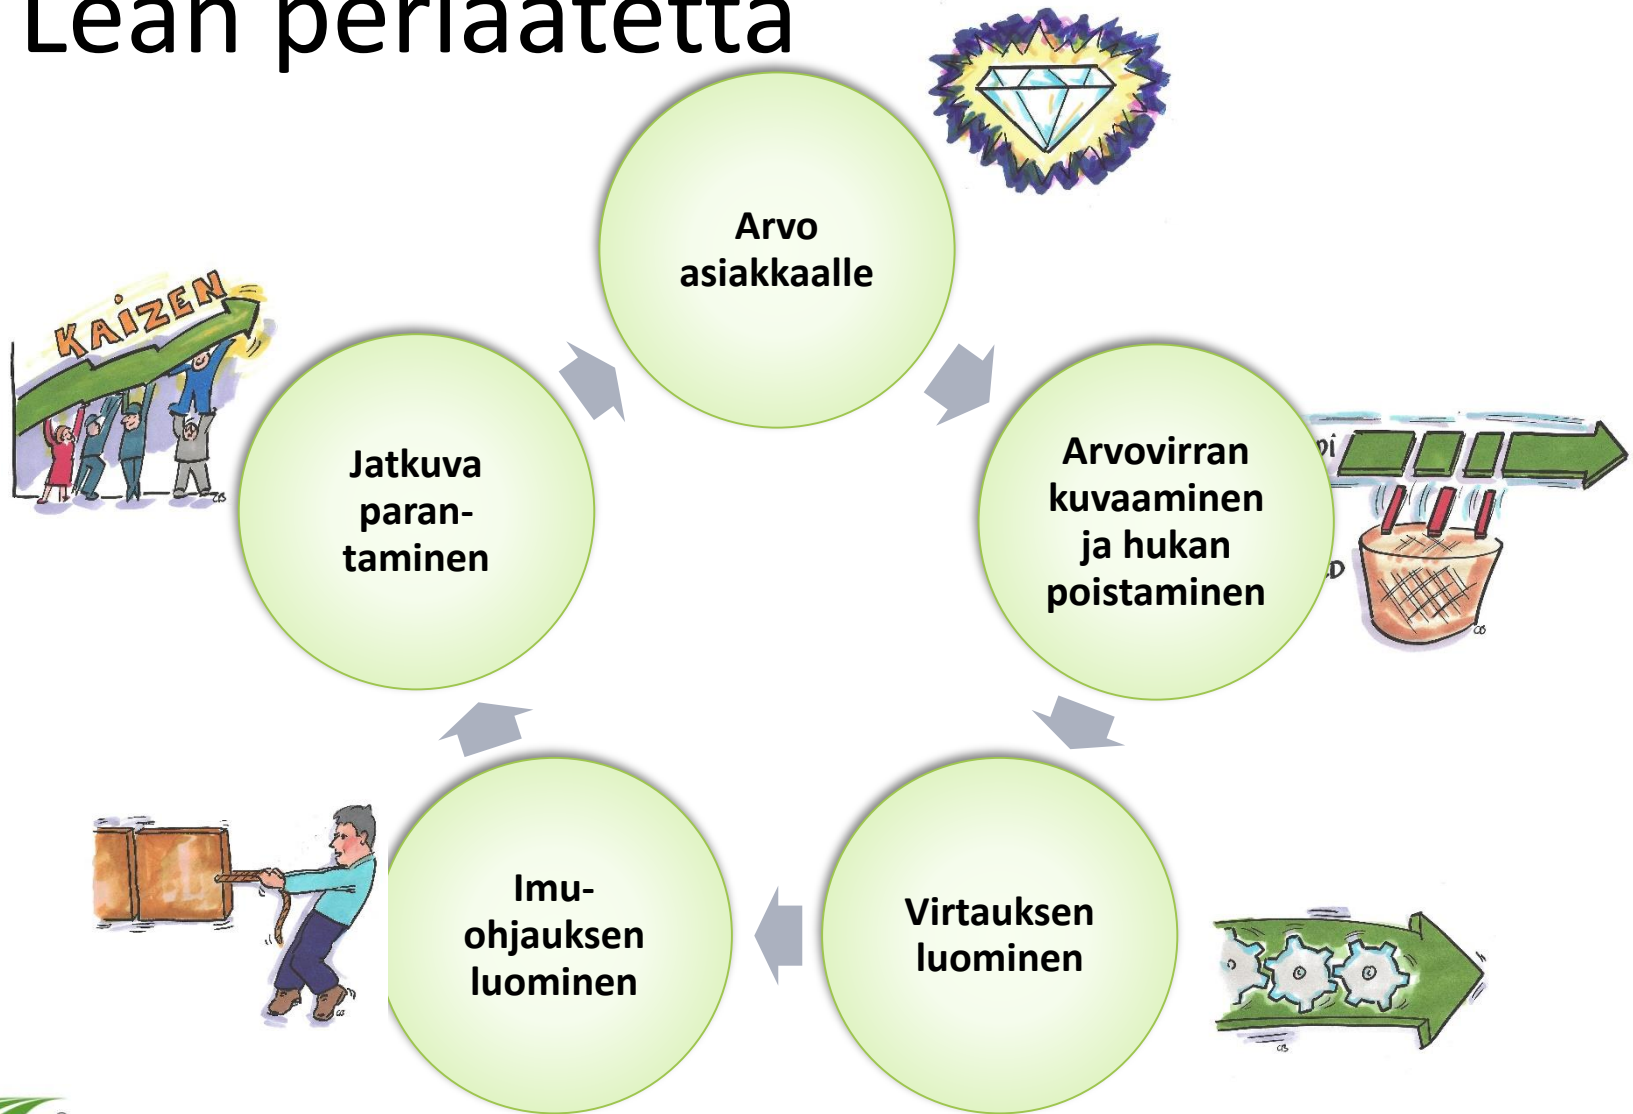 Lean periaatetta
Arvo
asiakkaalle
KAiZEN
Jatkuva
paran-
taminen
Arvovirran
kuvaaminen
ja hukan
poistaminen
Imu-
ohjauksen
luominen
Virtauksen
luominen